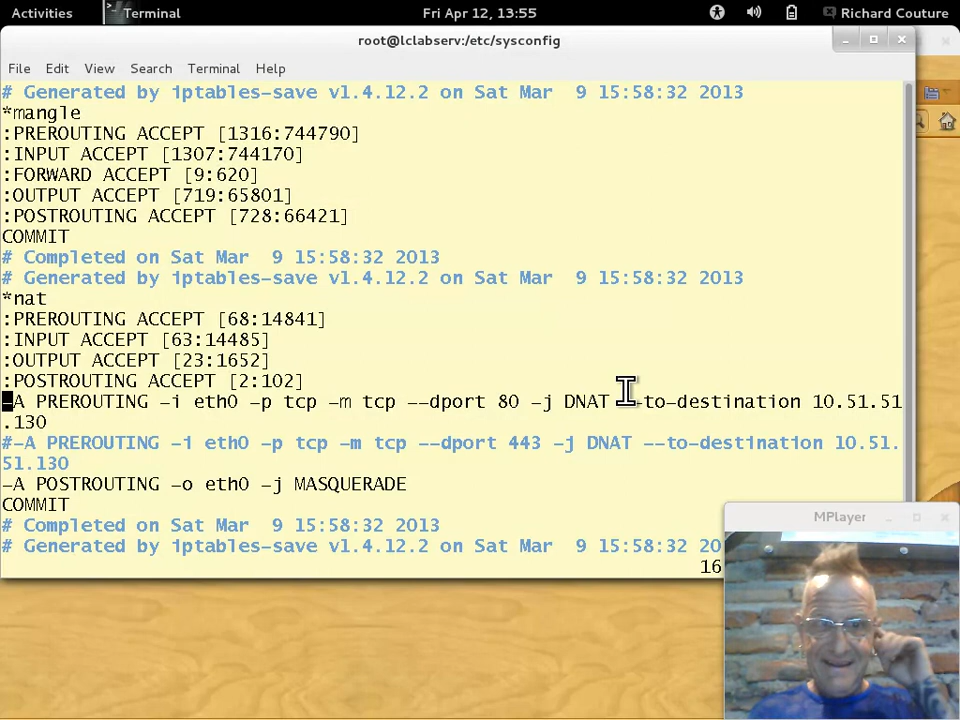 Activities Terminal Fri Apr 12, 13:55 Richard Couture
root@lclabserv:/etc/sysconfig
File Edit View Search Terminal Help
# Generated by iptables-save v1.4.12.2 on Sat Mar  9 15:58:32 2013
*mangle
:PREROUTING ACCEPT [1316:744790]
:INPUT ACCEPT [1307:744170]
:FORWARD ACCEPT [9:620]
:OUTPUT ACCEPT [719:65801]
:POSTROUTING ACCEPT [728:66421]
COMMIT
# Completed on Sat Mar  9 15:58:32 2013
# Generated by iptables-save v1.4.12.2 on Sat Mar  9 15:58:32 2013
*nat
:PREROUTING ACCEPT [68:14841]
:INPUT ACCEPT [63:14485]
:OUTPUT ACCEPT [23:1652]
:POSTROUTING ACCEPT [2:102]
-A PREROUTING -i eth0 -p tcp -m tcp --dport 80 -j DNAT --to-destination 10.51.51
.130
#-A PREROUTING -i eth0 -p tcp -m tcp --dport 443 -j DNAT --to-destination 10.51.
51.130
-A POSTROUTING -o eth0 -j MASQUERADE
COMMIT
# Completed on Sat Mar  9 15:58:32 2013
# Generated by iptables-save v1.4.12.2 on Sat Mar  9 15:58:32 20
16
MPlayer